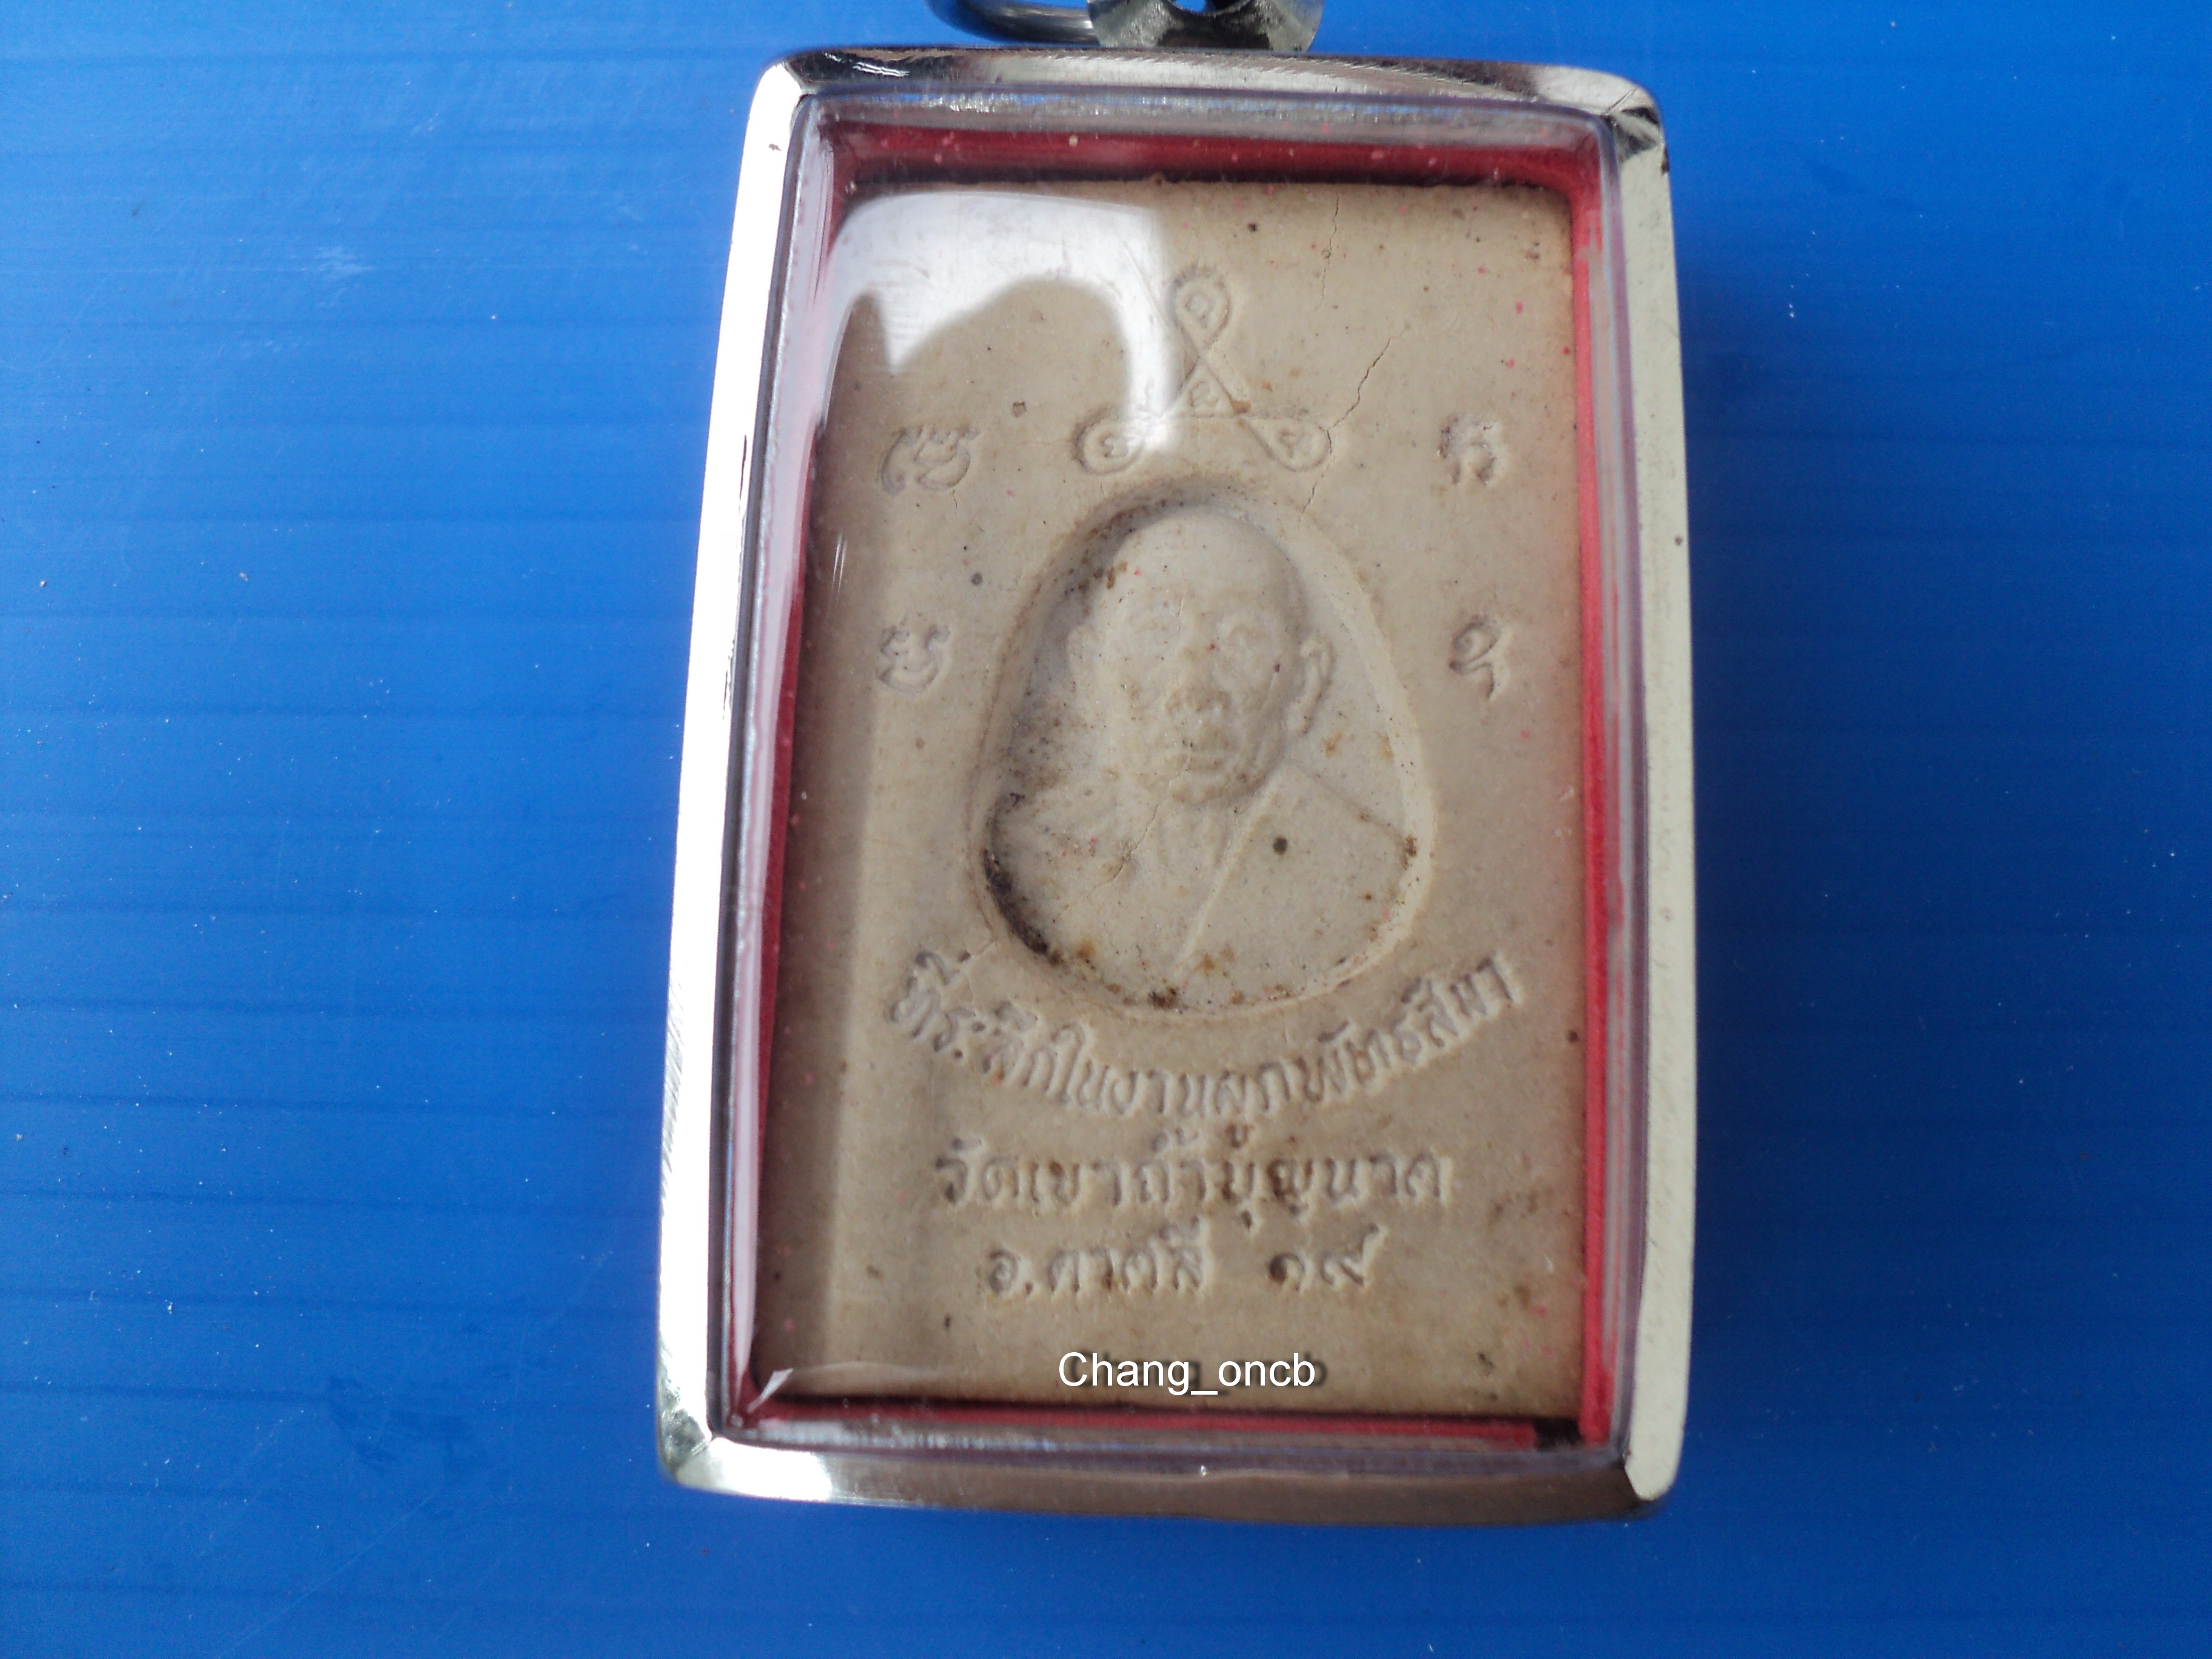 ที่ระลึกในงานผูกพัทธสีมา
วัดเขาถ้ำบุญนาค
อ.ตาคลี ๑๙
Chang_oncb